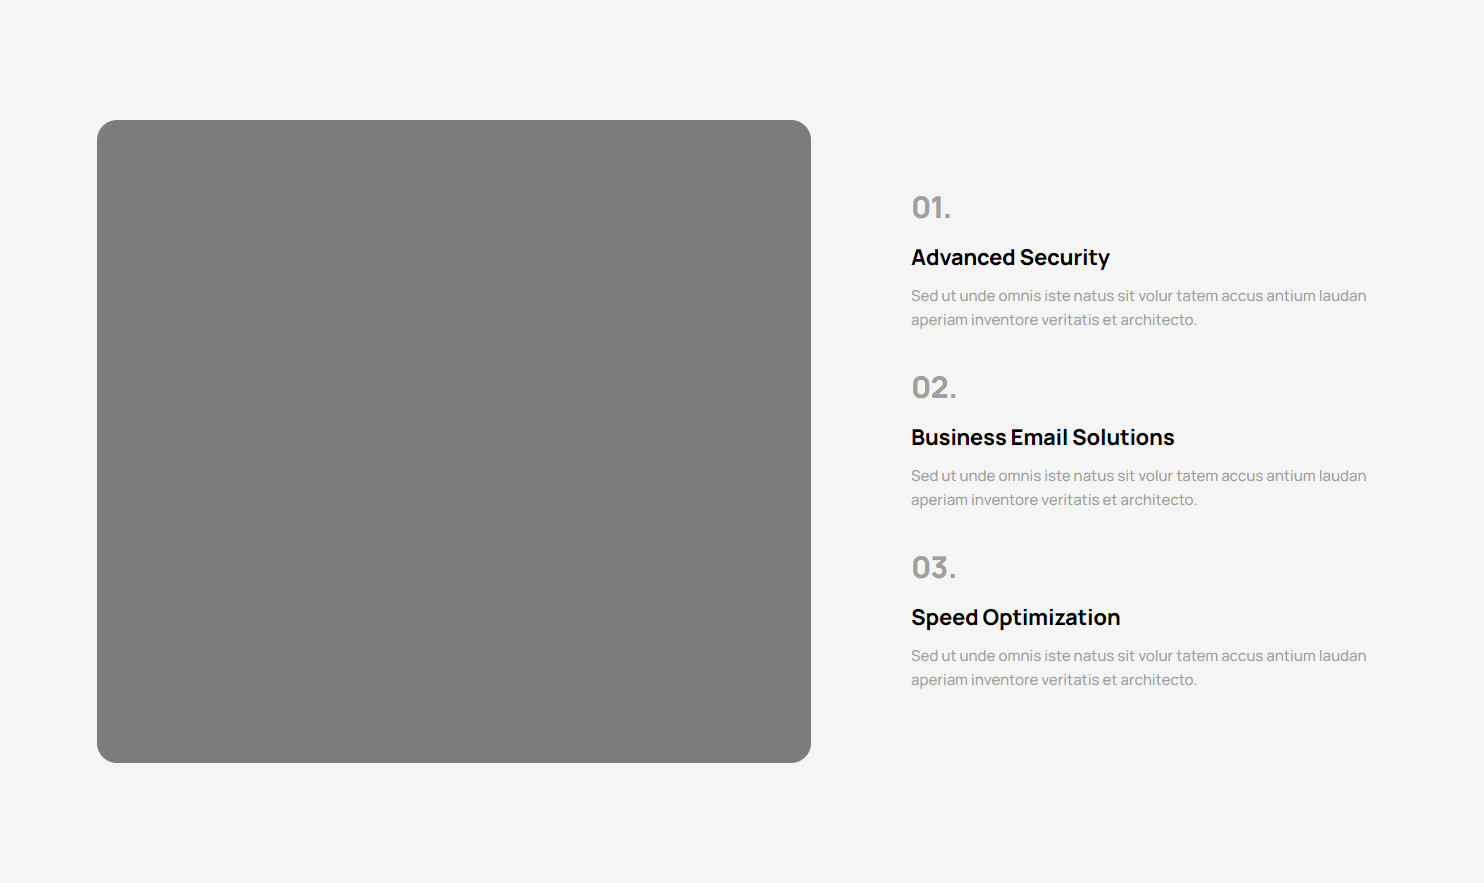 01.
Advanced Security
Sed ut unde omnis iste natus sit volur tatem accus antium laudan
aperiam inventore veritatis et architecto.
02.
Business Email Solutions
Sed ut unde omnis iste natus sit volur tatem accus antium laudan
aperiam inventore veritatis et architecto.
03.
Speed Optimization
Sed ut unde omnis iste natus sit volur tatem accus antium laudan
aperiam inventore veritatis et architecto.